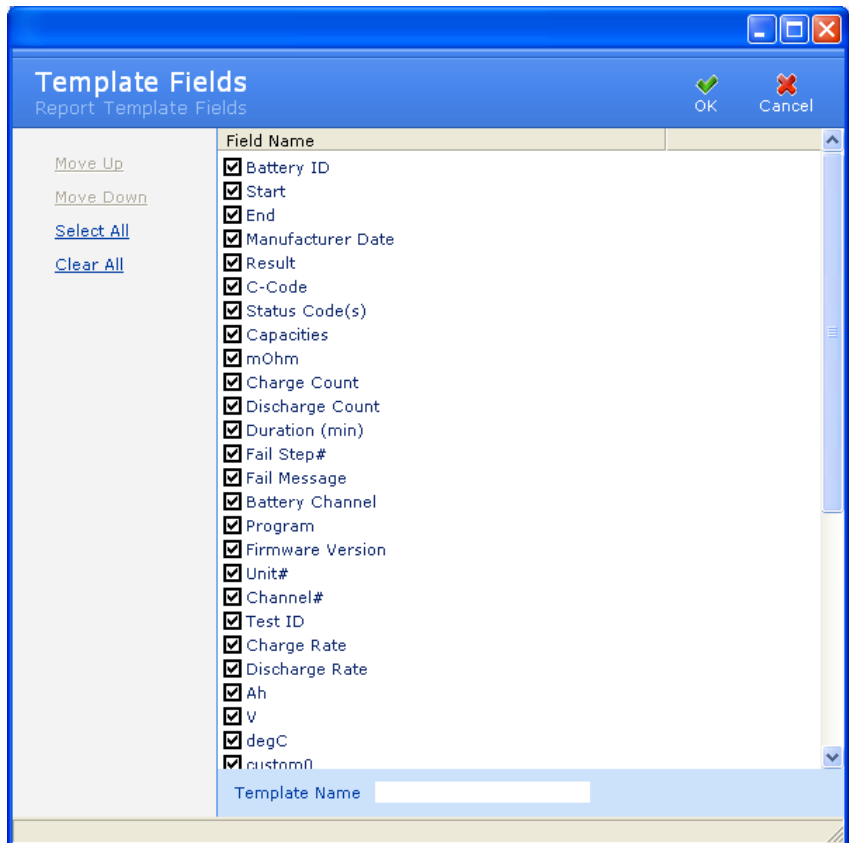 Template Fields
Report Template Fields
OK
Cancel
Move Up
Move Down
Select All
Clear All
Field Name
Battery ID
Start
End
Manufacturer Date
Result
C-Code
Status Code(s)
Capacities
mOhm
Charge Count
Discharge Count
Duration (min)
Fail Step#
Fail Message
Battery Channel
Program
Firmware Version
Unit#
Channel#
Test ID
Charge Rate
Discharge Rate
Ah
V
degC
custom0
Template Name